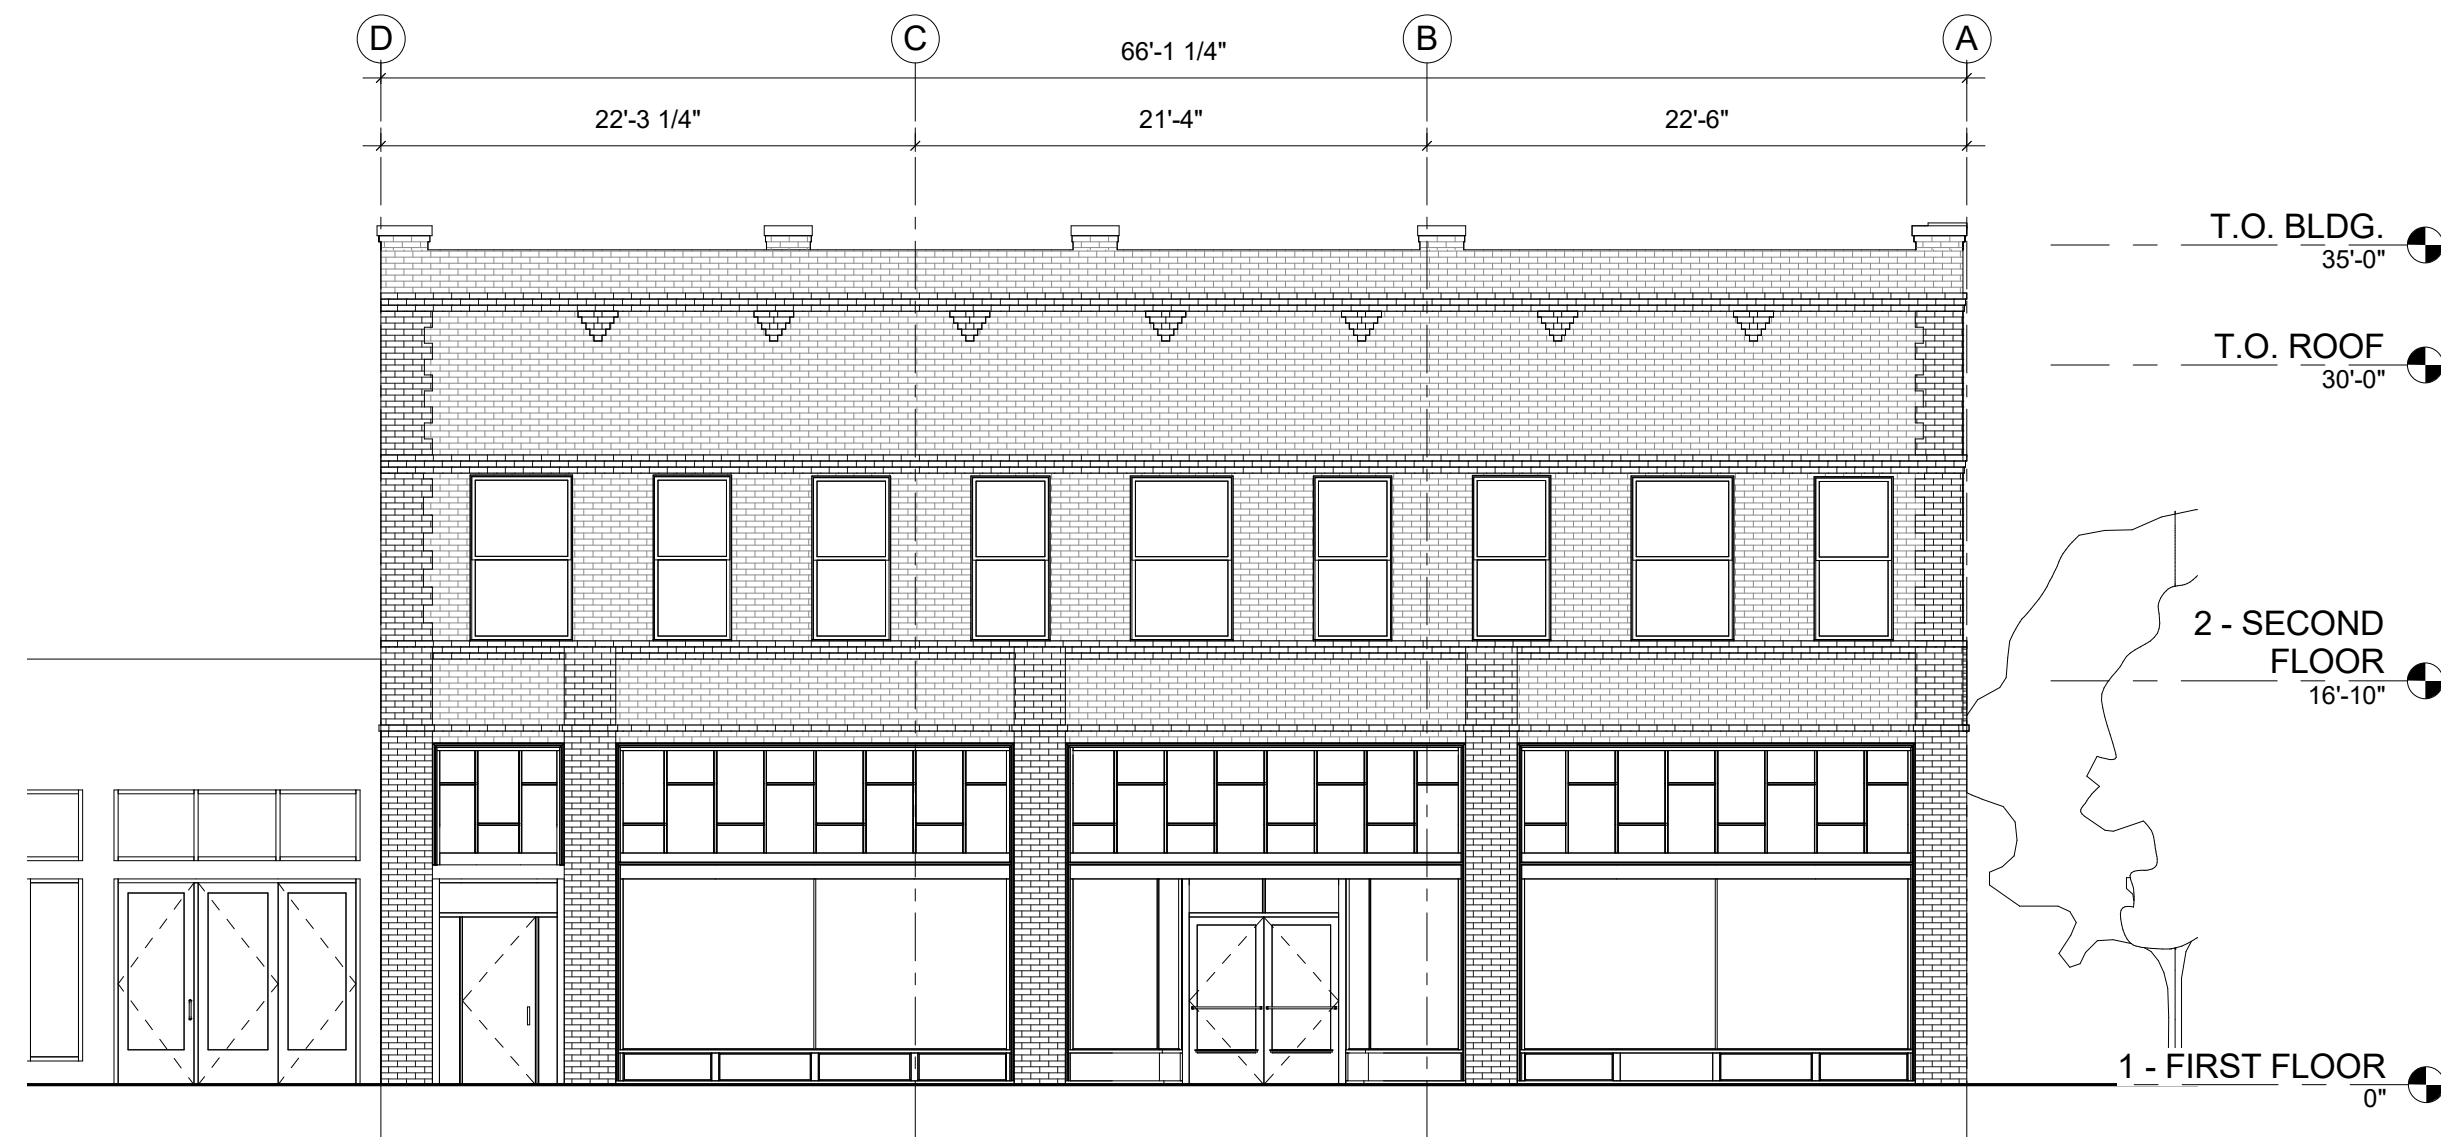 D
C
B
A
66'-1 1/4"
22'-3 1/4"
21'-4"
22'-6"
T.O. BLDG.
35'-0"
T.O. ROOF
30'-0"
2 - SECOND
FLOOR
16'-10"
1 - FIRST FLOOR
0"